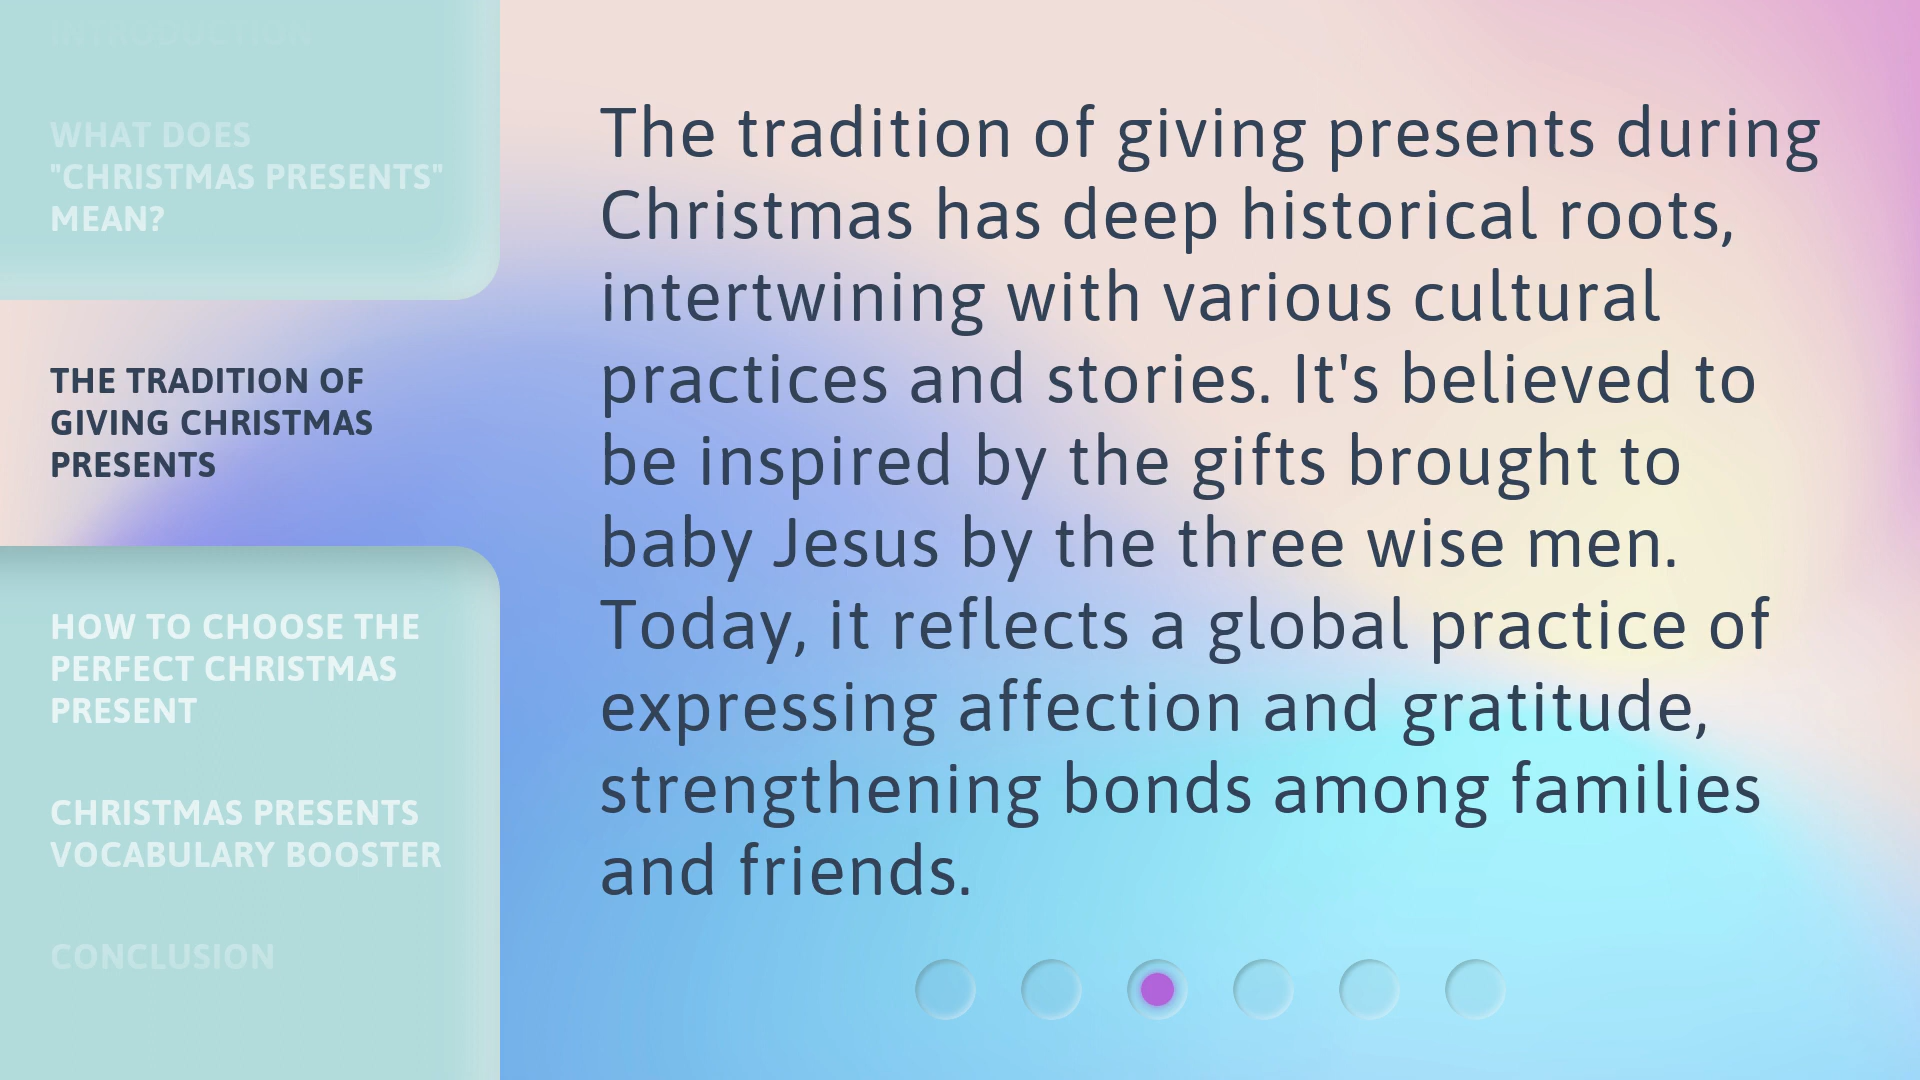 INTRODUCTION
WHAT DOES
"CHRISTMAS PRESENTS"
MEAN?
THE TRADITION OF
GIVING CHRISTMAS
PRESENTS
HOW TO CHOOSE THE
PERFECT CHRISTMAS
PRESENT
CHRISTMAS PRESENTS
VOCABULARY BOOSTER
CONCLUSION
The tradition of giving presents during
Christmas has deep historical roots,
intertwining with various cultural
practices and stories. It's believed to
be inspired by the gifts brought to
baby Jesus by the three wise men.
Today, it reflects a global practice of
expressing affection and gratitude,
strengthening bonds among families
and friends.